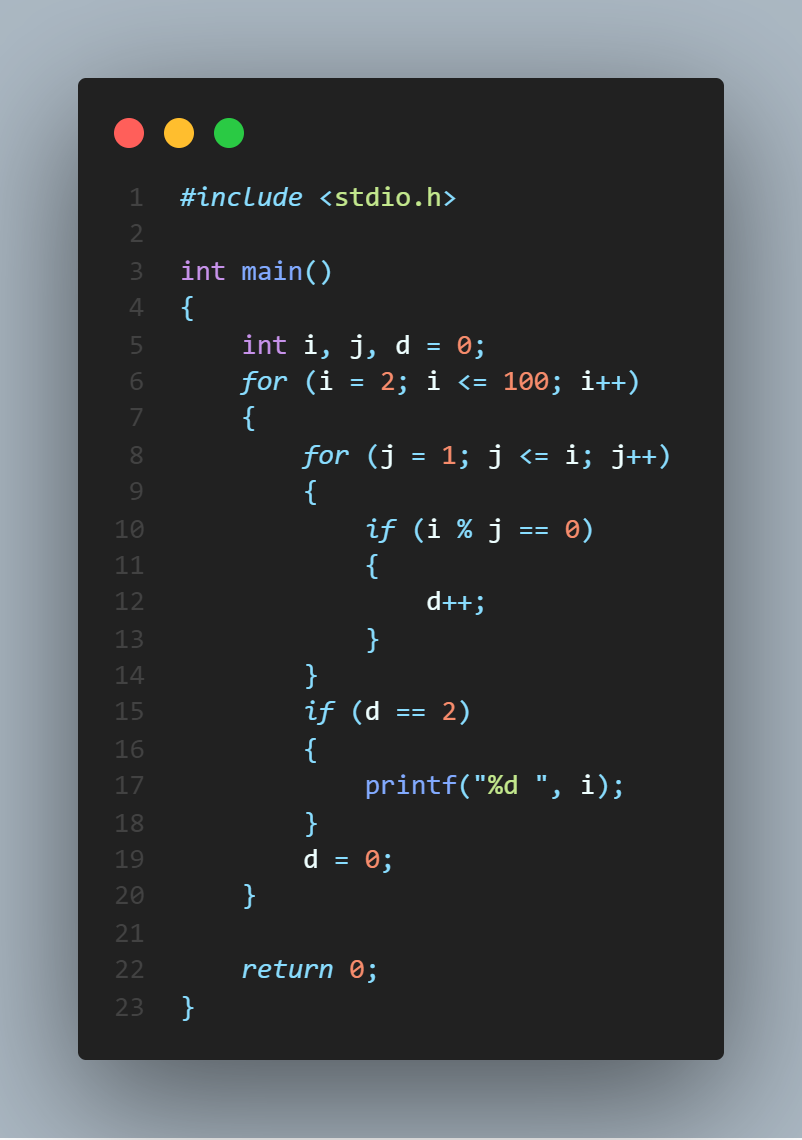 1 #include <stdio.h>
2
3 int main()
4 {
5     int i, j, d = 0;
6     for (i = 2; i <= 100; i++)
7     {
8         for (j = 1; j <= i; j++)
9         {
10             if (i % j == 0)
11             {
12                 d++;
13             }
14         }
15         if (d == 2)
16         {
17             printf("%d ", i);
18         }
19         d = 0;
20     }
21
22     return 0;
23 }